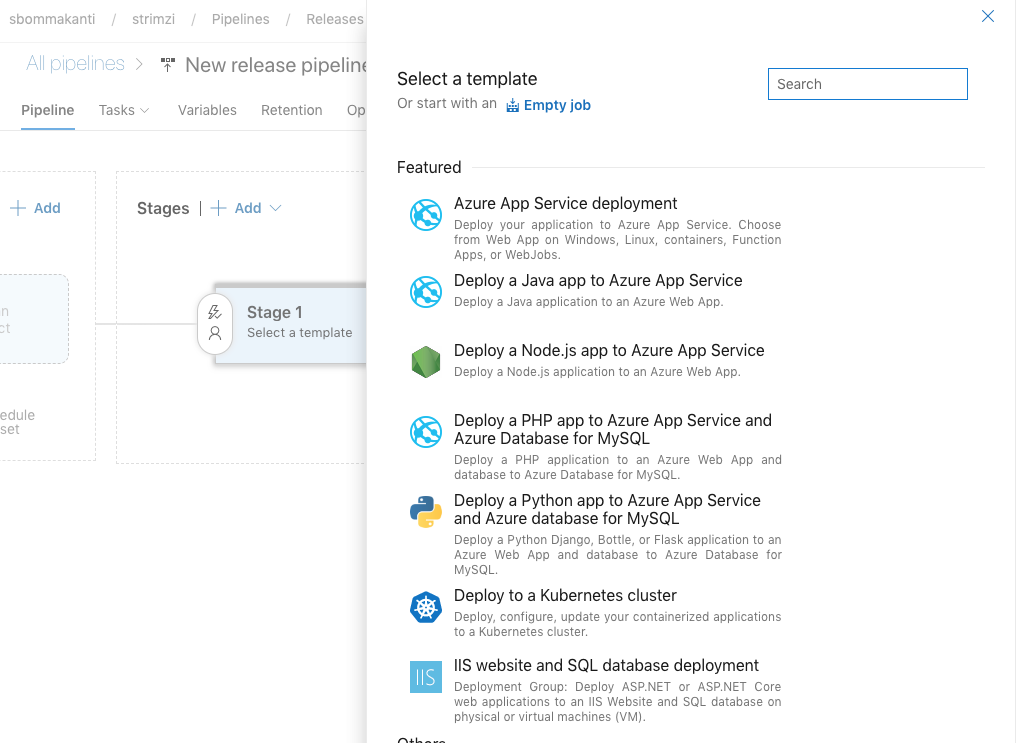 sbommakanti / strimzi / Pipelines / Releases
All pipelines > New release pipeline
Pipeline Tasks Variables Retention Op
Add
Stages | Add
Stage 1
Select a template
edule
set
Select a template
Search
Or start with an Empty job
Featured
Azure App Service deployment
Deploy your application to Azure App Service. Choose
from Web App on Windows, Linux, containers, Function
Apps, or WebJobs.
Deploy a Java app to Azure App Service
Deploy a Java application to an Azure Web App.
Deploy a Node.js app to Azure App Service
Deploy a Node.js application to an Azure Web App.
Deploy a PHP app to Azure App Service and
Azure Database for MySQL
Deploy a PHP application to an Azure Web App and
database to Azure Database for MySQL.
Deploy a Python app to Azure App Service
and Azure database for MySQL
Deploy a Python Django, Bottle, or Flask application to an
Azure Web App and database to Azure Database for
MySQL.
Deploy to a Kubernetes cluster
Deploy, configure, update your containerized applications
to a Kubernetes cluster.
IIS
IIS website and SQL database deployment
Deployment Group: Deploy ASP.NET or ASP.NET Core
web applications to an IIS Website and SQL database on
physical or virtual machines (VM).
Others